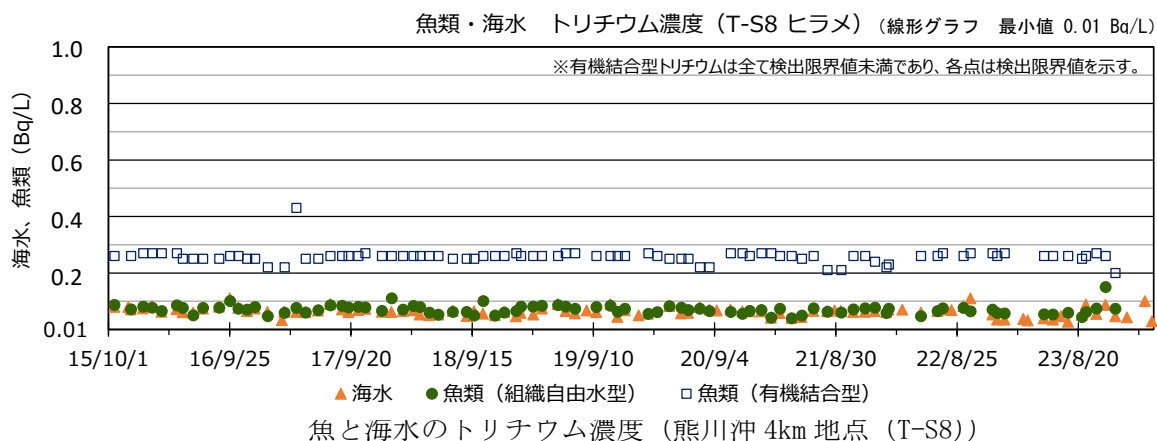 魚類・海水　トリチウム濃度（T-S8 ヒラメ）（線形グラフ　最小値 0.01 Bq/L）
※有機結合型トリチウムは全て検出限界値未満であり、各点は検出限界値を示す。
海水、魚類（Bq/L）
1.0
0.8
0.6
0.4
0.2
0.01
15/10/1 16/9/25 17/9/20 18/9/15 19/9/10 20/9/4 21/8/30 22/8/25 23/8/20
海水 魚類（組織自由水型） 魚類（有機結合型）
魚と海水のトリチウム濃度（熊川沖 4km 地点（T-S8））